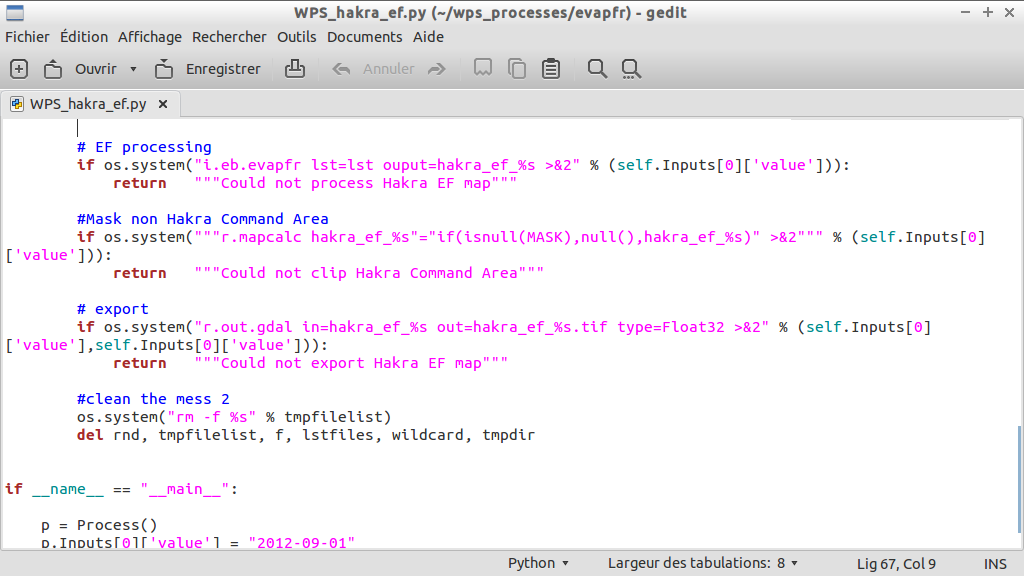 WPS_hakra_ef.py (~/wps_processes/evapfr) - gedit
Fichier Édition Affichage Rechercher Outils Documents Aide
Ouvrir Enregistrer Annuler
WPS_hakra_ef.py
# EF processing
if os.system("i.eb.evapfr lst=lst ouput=hakra_ef_%s >&2" % (self.Inputs[0]['value'])):
return """Could not process Hakra EF map"""
#Mask non Hakra Command Area
if os.system("""r.mapcalc hakra_ef_%s"="if(isnull(MASK),null(),hakra_ef_%s)" >&2""" % (self.Inputs[0]
['value'])):
return """Could not clip Hakra Command Area"""
# export
if os.system("r.out.gdal in=hakra_ef_%s out=hakra_ef_%s.tif type=Float32 >&2" % (self.Inputs[0]
['value'],self.Inputs[0]['value'])):
return """Could not export Hakra EF map"""
#clean the mess 2
os.system("rm -f %s" % tmpfilelist)
del rnd, tmpfilelist, f, lstfiles, wildcard, tmpdir
if __name__ == "__main__":
p = Process()
p.Inputs[0]['value'] = "2012-09-01"
Python Largeur des tabulations: 8 Lig 67, Col 9 INS